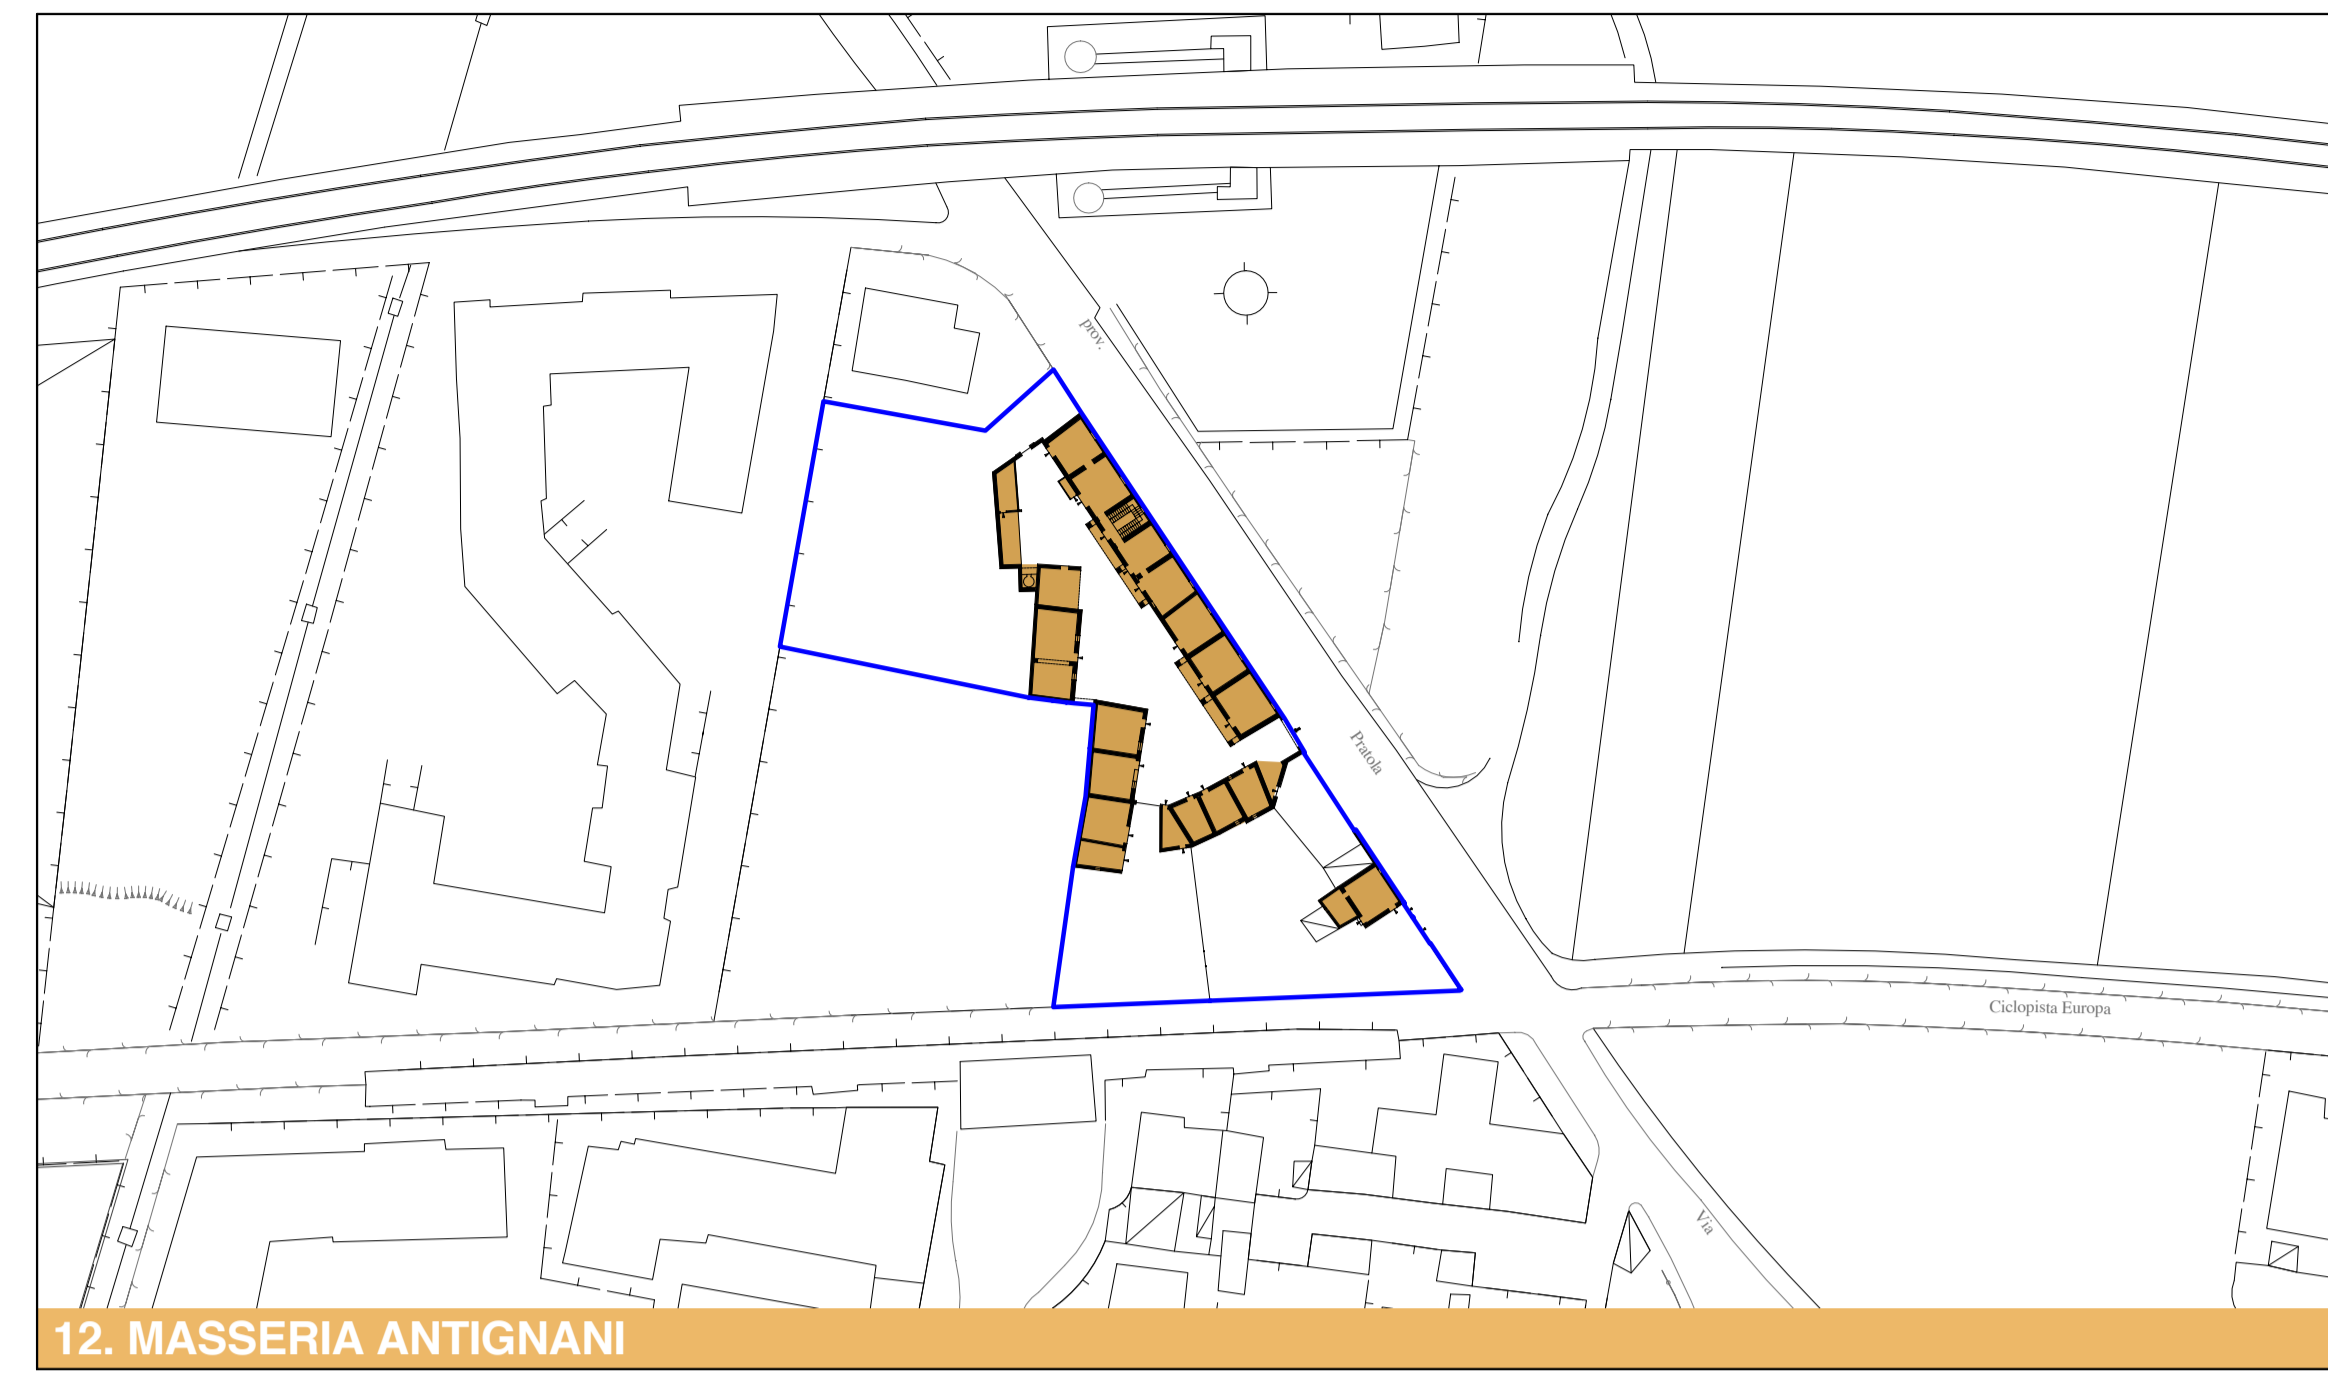 prov.
Pratola
Ciclopista Europa
Via
12. MASSERIA ANTIGNANI